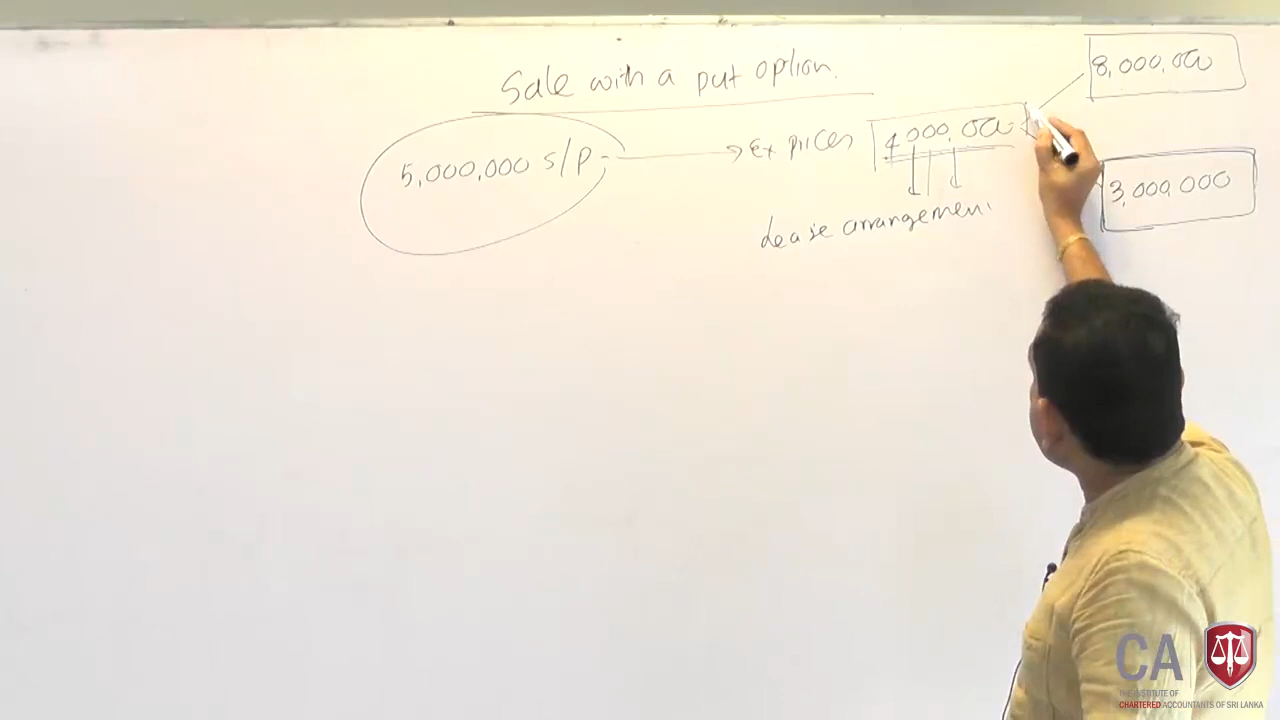 Sale with a put option.
8,000,000
5,000,000 s/p → Ex prices 4,000,000
3,000,000
Lease arrangement
CA
THE INSTITUTE OF
CHARTERED ACCOUNTANTS OF SRI LANKA